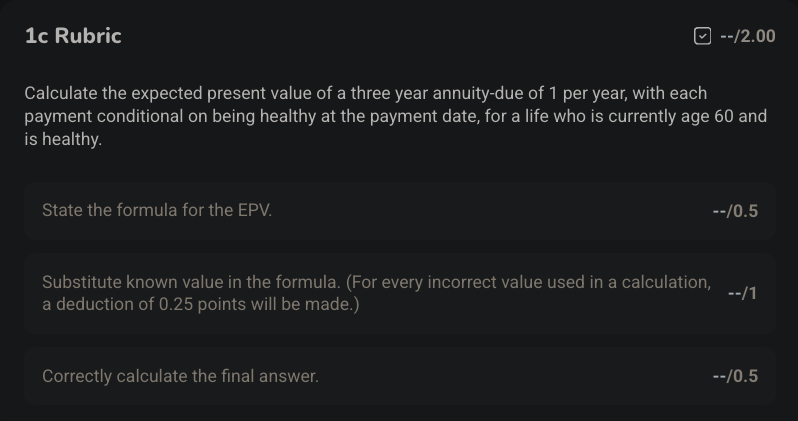 1c Rubric
--/2.00
Calculate the expected present value of a three year annuity-due of 1 per year, with each
payment conditional on being healthy at the payment date, for a life who is currently age 60 and
is healthy.
State the formula for the EPV.
--/0.5
Substitute known value in the formula. (For every incorrect value used in a calculation,
a deduction of 0.25 points will be made.)
--/1
Correctly calculate the final answer.
--/0.5